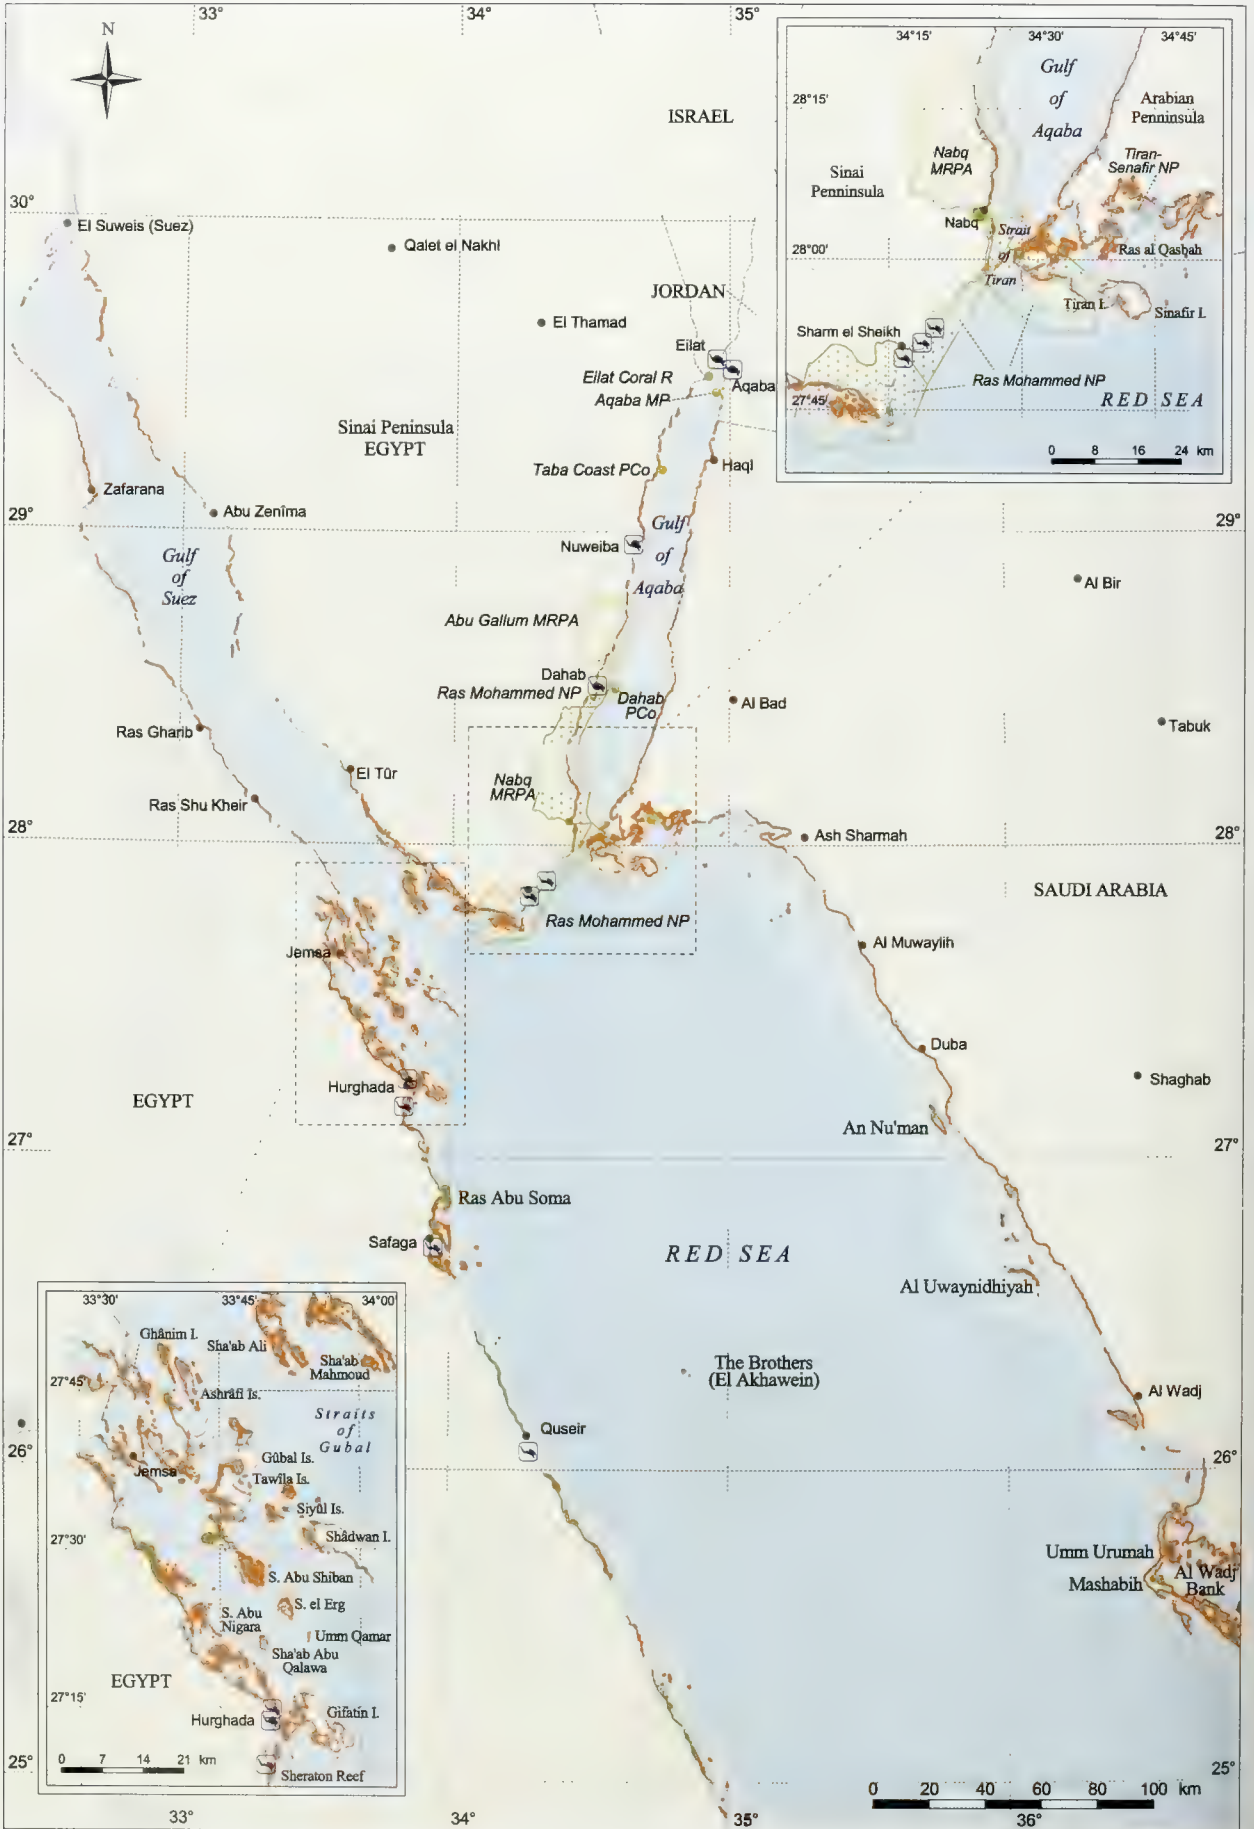 33°
34°
35°
N
ISRAEL
30°
El Suweis (Suez)
Qalet el Nakhl
JORDAN
El Thamad
Eilat
Eilat Coral R
Aqaba
Aqaba MP
Sinai Peninsula
EGYPT
Taba Coast PCo
Haql
Zafarana
Abu Zenîma
29°
29°
Gulf
of
Suez
Nuweiba
Gulf
of
Aqaba
Al Bir
Abu Gallum MRPA
Dahab
Ras Mohammed NP
Dahab
PCo
Al Bad
Tabuk
Ras Gharib
El Tûr
Nabq
MRPA
Ras Shu Kheir
28°
28°
Ash Sharmah
SAUDI ARABIA
Ras Mohammed NP
Jemsa
Al Muwaylih
Duba
Shaghab
Hurghada
EGYPT
An Nu'man
27°
27°
Ras Abu Soma
Safaga
RED SEA
Al Uwaynidhiyah
The Brothers
(El Akhawein)
Al Wadj
Quseir
26°
26°
Umm Urumah
Mashabih
Al Wadj
Bank
25°
25°
0 20 40 60 80 100 km
33°
34°
35°
36°
34°15'
34°30'
34°45'
Gulf
of
Aqaba
28°15'
Arabian
Penninsula
Nabq
MRPA
Tiran-
Senafir NP
Sinai
Penninsula
Nabq
Strait
of
Tiran
28°00'
Ras al Qasbah
Tiran I.
Sinafir I.
Sharm el Sheikh
Ras Mohammed NP
27°45'
RED SEA
0 8 16 24 km
33°30'
33°45'
34°00'
Ghânim I.
Sha'ab Ali
Sha'ab
Mahmoud
27°45'
Ashrâfi Is.
Straits
of
Gubal
Jemsa
Gûbal Is.
Tawîla Is.
Siyûl Is.
27°30'
Shâdwan I.
S. Abu Shiban
S. el Erg
S. Abu
Nigara
Umm Qamar
Sha'ab Abu
Qalawa
EGYPT
27°15'
Hurghada
Gifatin I.
0 7 14 21 km
Sheraton Reef